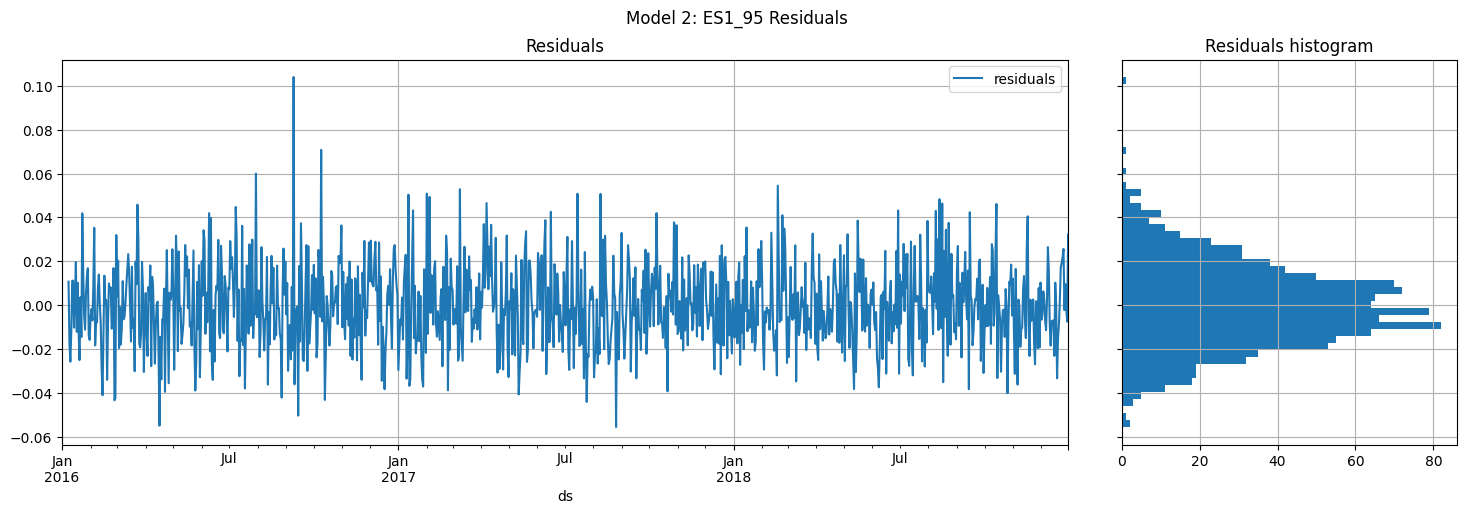 Model 2: ES1_95 Residuals
Residuals
Residuals histogram
residuals
0.10
0.08
0.06
0.04
0.02
0.00
−0.02
−0.04
−0.06
Jan
2016
Jul
Jan
2017
Jul
Jan
2018
Jul
ds
0
20
40
60
80